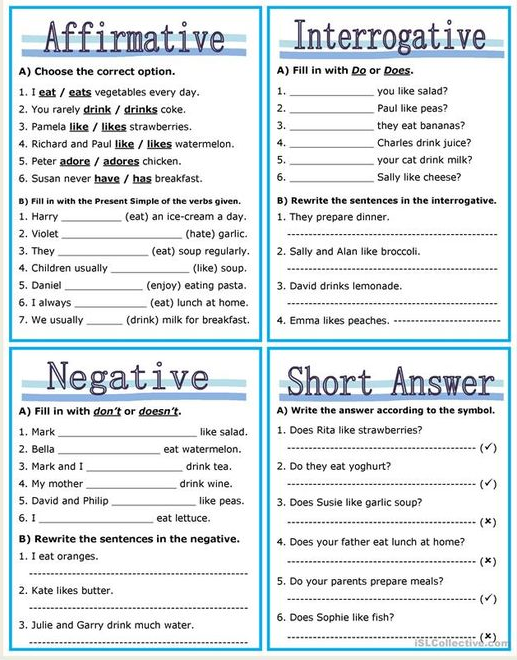 Affirmative
A) Choose the correct option.
1. I eat / eats vegetables every day.
2. You rarely drink / drinks coke.
3. Pamela like / likes strawberries.
4. Richard and Paul like / likes watermelon.
5. Peter adore / adores chicken.
6. Susan never have / has breakfast.
B) Fill in with the Present Simple of the verbs given.
1. Harry __________ (eat) an ice-cream a day.
2. Violet ____________ (hate) garlic.
3. They ____________ (eat) soup regularly.
4. Children usually ___________ (like) soup.
5. Daniel ____________ (enjoy) eating pasta.
6. I always __________ (eat) lunch at home.
7. We usually ______ (drink) milk for breakfast.
Interrogative
A) Fill in with Do or Does.
1. ______________ you like salad?
2. ______________ Paul like peas?
3. ______________ they eat bananas?
4. ______________ Charles drink juice?
5. ______________ your cat drink milk?
6. ______________ Sally like cheese?
B) Rewrite the sentences in the interrogative.
1. They prepare dinner.
2. Sally and Alan like broccoli.
3. David drinks lemonade.
4. Emma likes peaches.
Negative
A) Fill in with don't or doesn't.
1. Mark _______________________ like salad.
2. Bella _________________ eat watermelon.
3. Mark and I ________________ drink tea.
4. My mother _______________ drink wine.
5. David and Philip ______________ like peas.
6. I ___________________ eat lettuce.
B) Rewrite the sentences in the negative.
1. I eat oranges.
2. Kate likes butter.
3. Julie and Garry drink much water.
Short Answer
A) Write the answer according to the symbol.
1. Does Rita like strawberries?
(✓)
2. Do they eat yoghurt?
(✓)
3. Does Susie like garlic soup?
(✗)
4. Does your father eat lunch at home?
(✗)
5. Do your parents prepare meals?
(✓)
6. Does Sophie like fish?
(✗)
iSLCollective.com